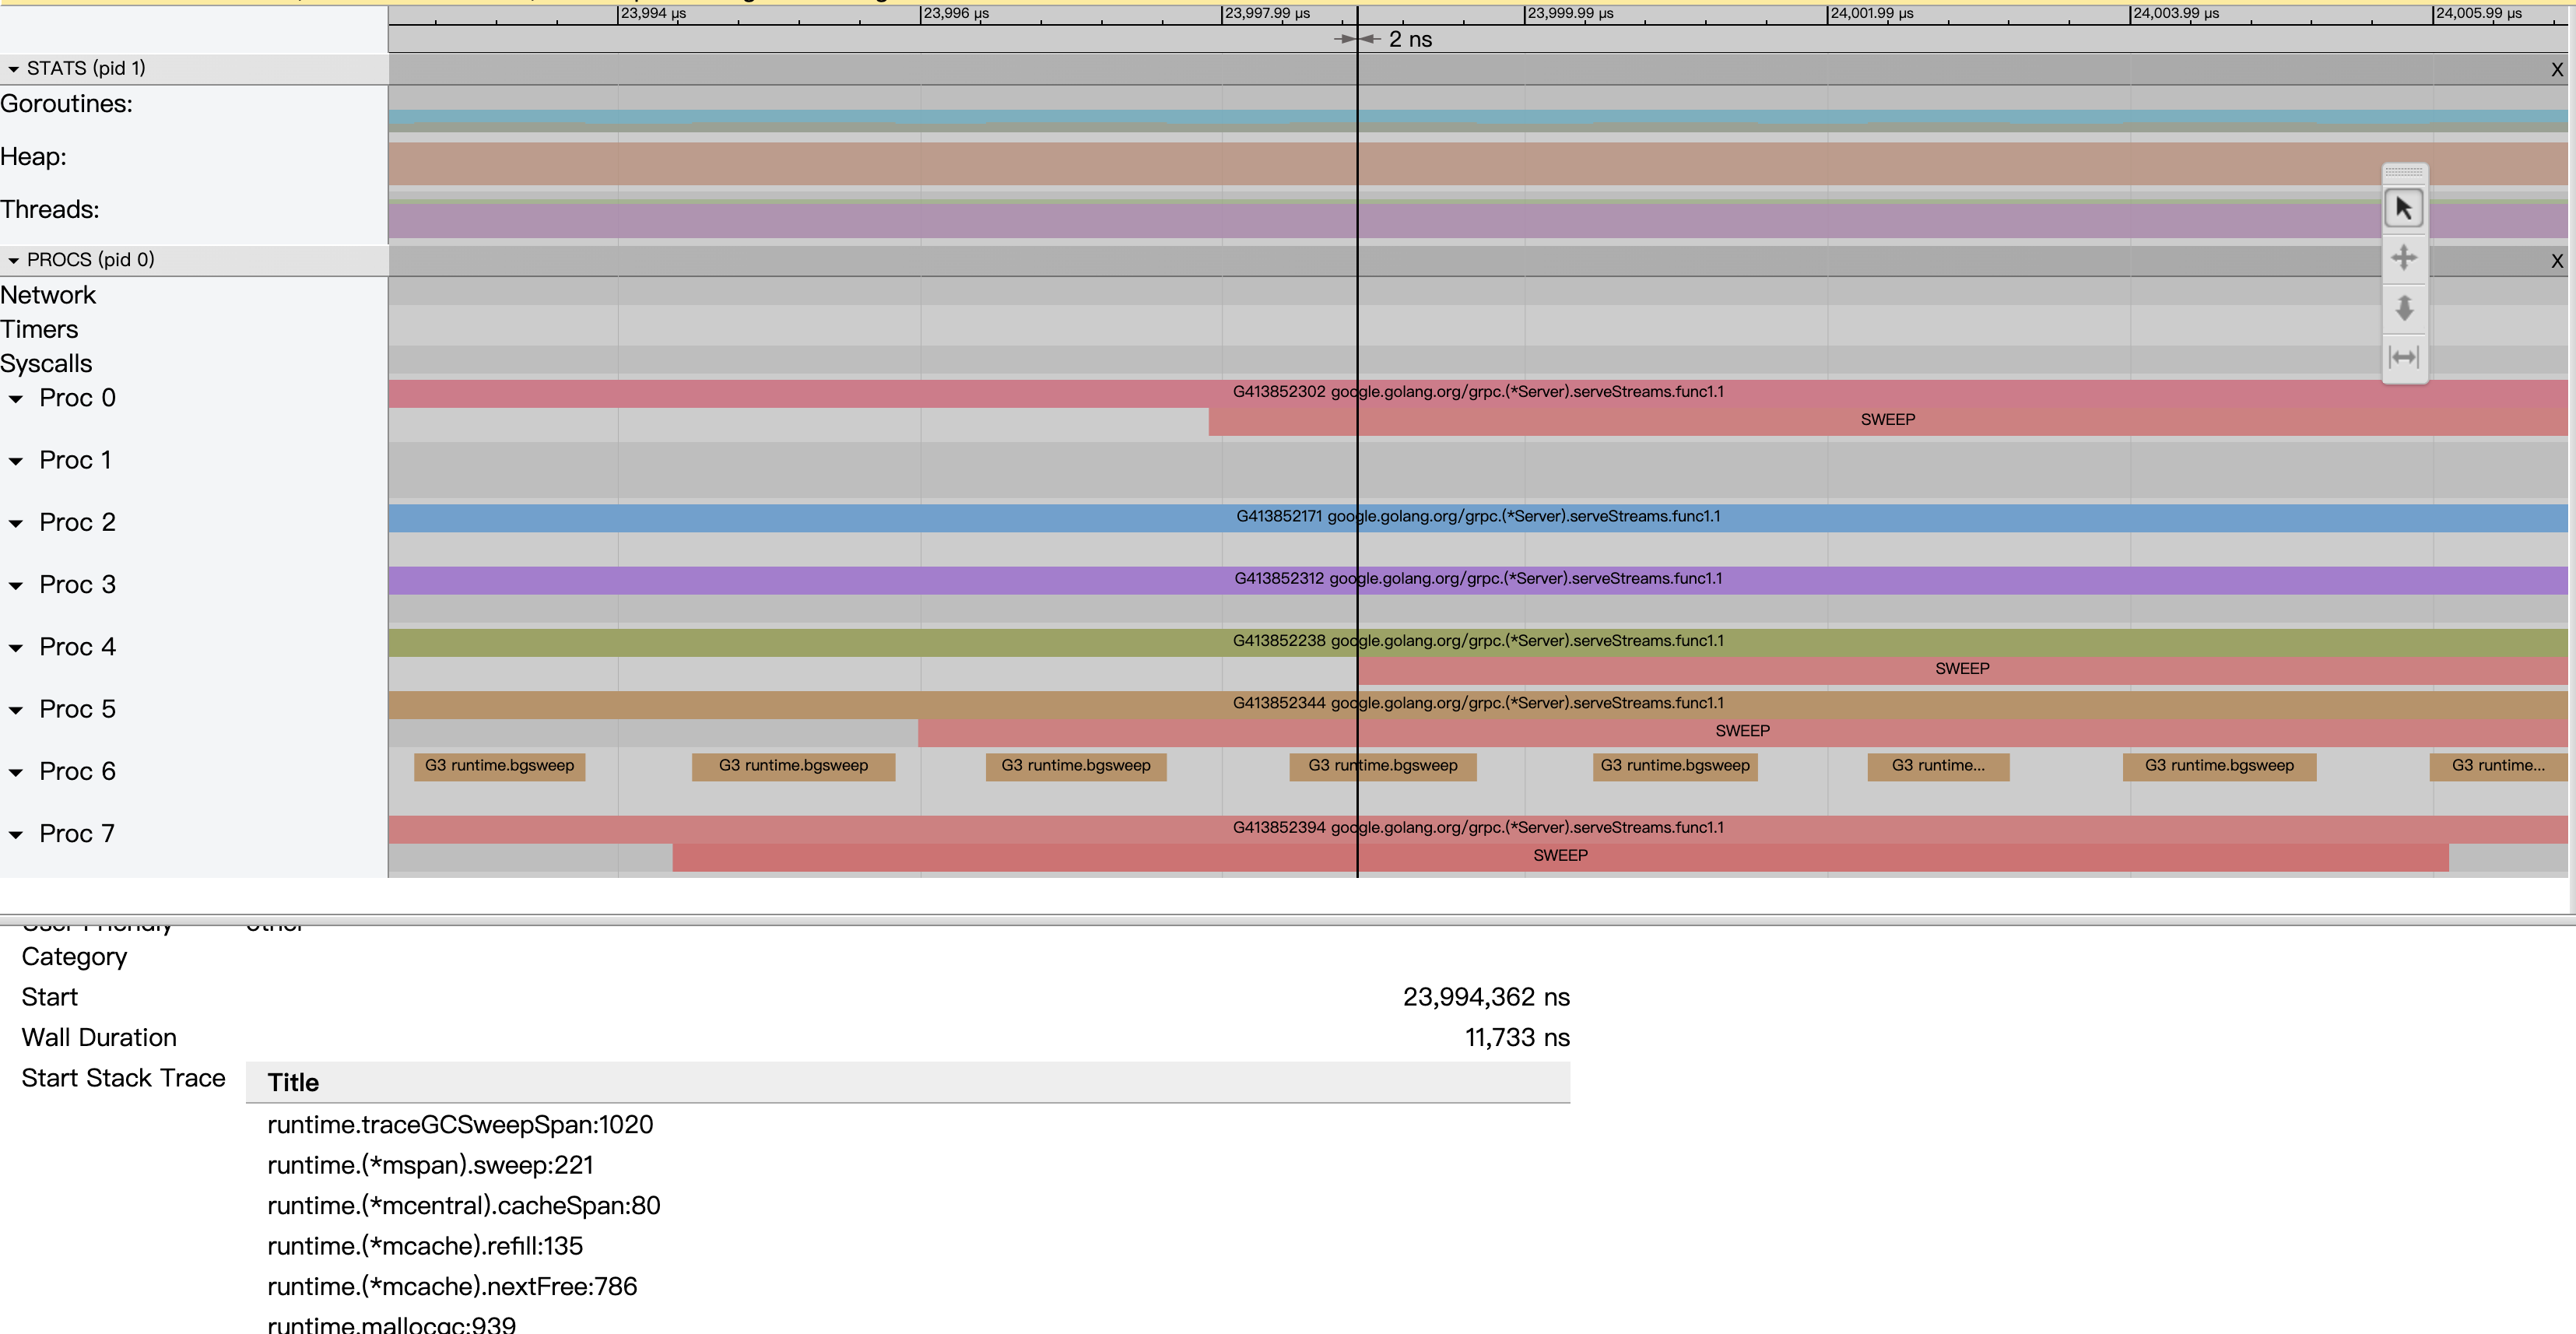 23,994 µs 23,996 µs 23,997.99 µs 23,999.99 µs 24,001.99 µs 24,003.99 µs 24,005.99 µs
2 ns
STATS (pid 1) X
Goroutines:
Heap:
Threads:
PROCS (pid 0) X
Network
Timers
Syscalls
Proc 0 G413852302 google.golang.org/grpc.(*Server).serveStreams.func1.1
SWEEP
Proc 1
Proc 2 G413852171 google.golang.org/grpc.(*Server).serveStreams.func1.1
Proc 3 G413852312 google.golang.org/grpc.(*Server).serveStreams.func1.1
Proc 4 G413852238 google.golang.org/grpc.(*Server).serveStreams.func1.1
SWEEP
Proc 5 G413852344 google.golang.org/grpc.(*Server).serveStreams.func1.1
SWEEP
Proc 6 G3 runtime.bgsweep G3 runtime.bgsweep G3 runtime.bgsweep G3 runtime.bgsweep G3 runtime.bgsweep G3 runtime... G3 runtime.bgsweep G3 runtime...
Proc 7 G413852394 google.golang.org/grpc.(*Server).serveStreams.func1.1
SWEEP
User Friendly other
Category
Start 23,994,362 ns
Wall Duration 11,733 ns
Start Stack Trace Title
runtime.traceGCSweepSpan:1020
runtime.(*mspan).sweep:221
runtime.(*mcentral).cacheSpan:80
runtime.(*mcache).refill:135
runtime.(*mcache).nextFree:786
runtime.mallocgc:939